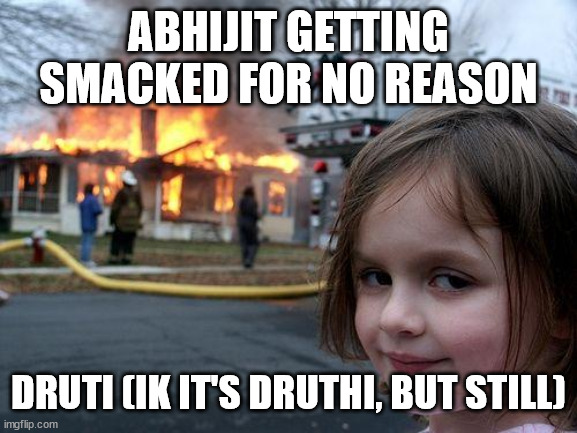 ABHIJIT GETTING
SMACKED FOR NO REASON
DRUTI (IK IT'S DRUTHI, BUT STILL)
imgflip.com